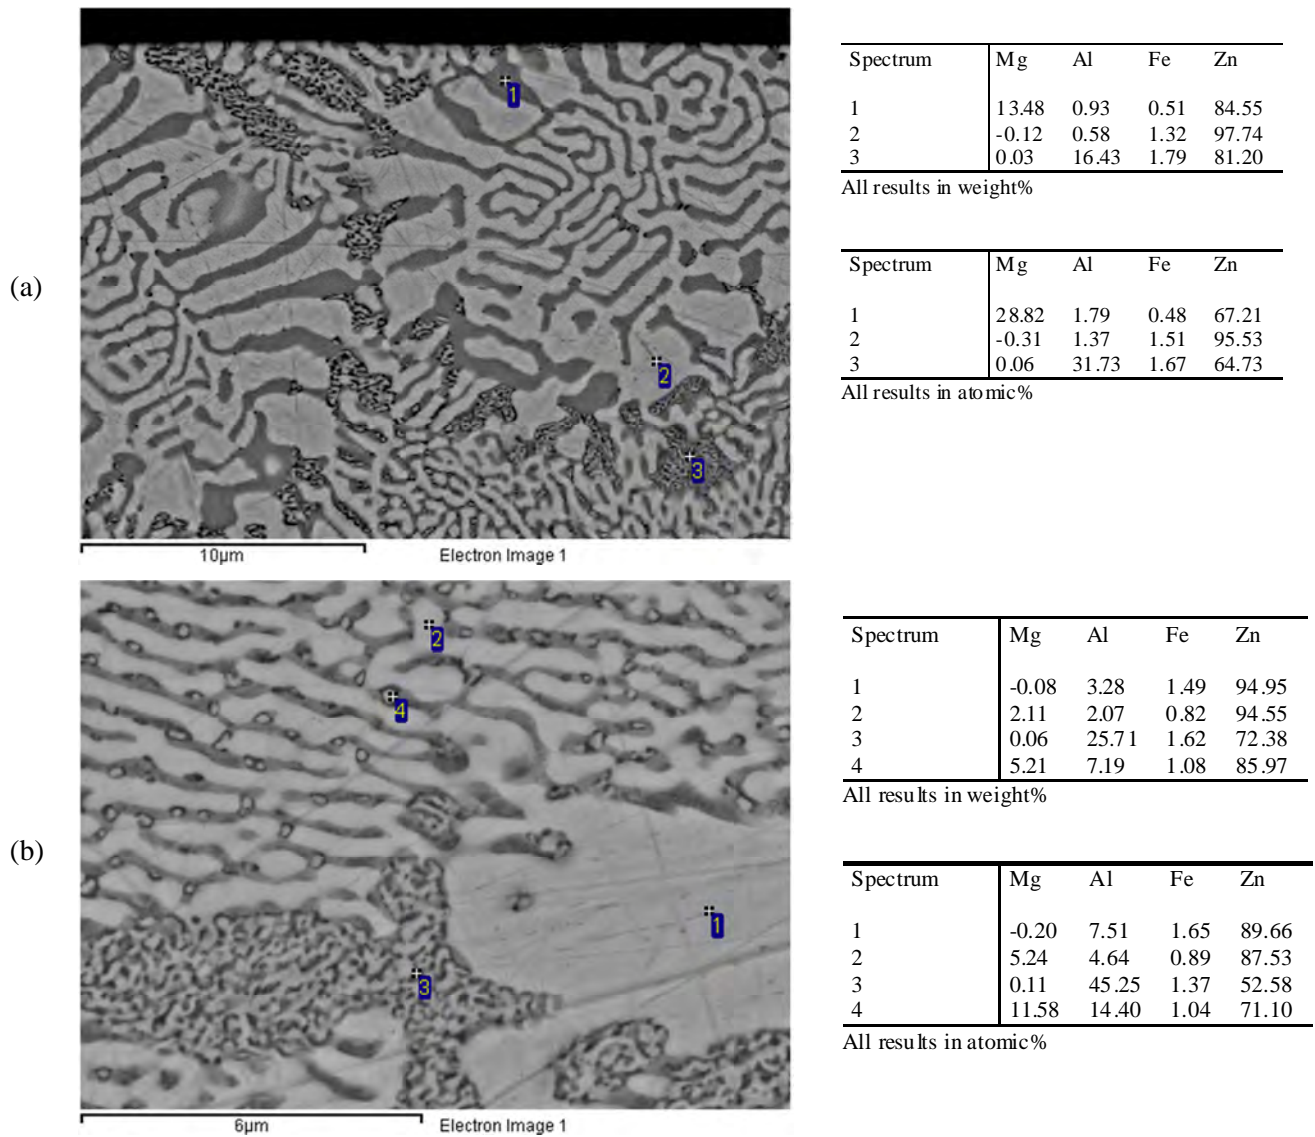 (a)
1
2
3
10μm Electron Image 1
Spectrum Mg Al Fe Zn
1 13.48 0.93 0.51 84.55
2 -0.12 0.58 1.32 97.74
3 0.03 16.43 1.79 81.20
All results in weight%
Spectrum Mg Al Fe Zn
1 28.82 1.79 0.48 67.21
2 -0.31 1.37 1.51 95.53
3 0.06 31.73 1.67 64.73
All results in atomic%
(b)
2
4
1
3
6μm Electron Image 1
Spectrum Mg Al Fe Zn
1 -0.08 3.28 1.49 94.95
2 2.11 2.07 0.82 94.55
3 0.06 25.71 1.62 72.38
4 5.21 7.19 1.08 85.97
All results in weight%
Spectrum Mg Al Fe Zn
1 -0.20 7.51 1.65 89.66
2 5.24 4.64 0.89 87.53
3 0.11 45.25 1.37 52.58
4 11.58 14.40 1.04 71.10
All results in atomic%